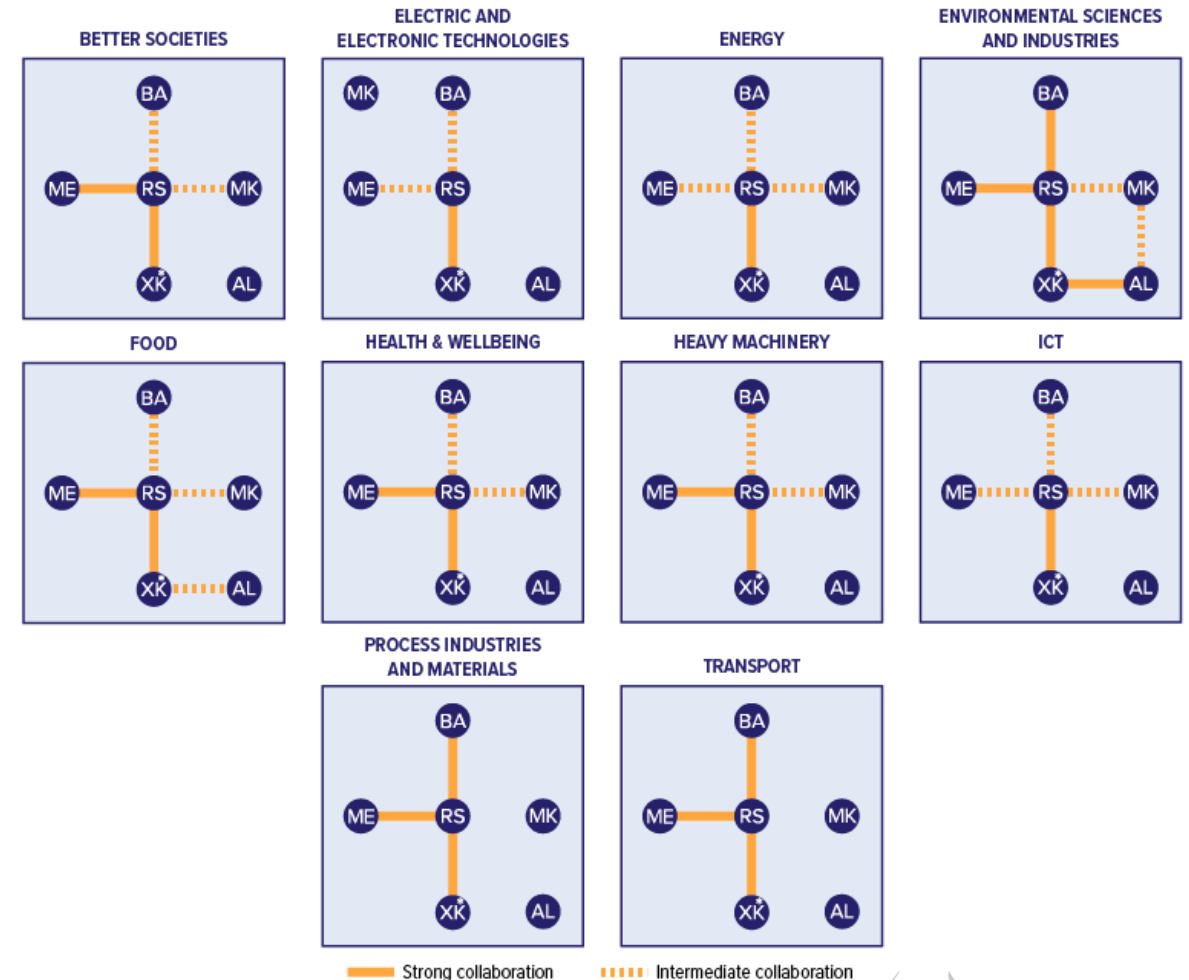 BETTER SOCIETIES
BA
ME RS MK
XK* AL
ELECTRIC AND
ELECTRONIC TECHNOLOGIES
MK BA
ME RS
XK* AL
ENERGY
BA
ME RS MK
XK* AL
ENVIRONMENTAL SCIENCES
AND INDUSTRIES
BA
ME RS MK
XK* AL
FOOD
BA
ME RS MK
XK* AL
HEALTH & WELLBEING
BA
ME RS MK
XK* AL
HEAVY MACHINERY
BA
ME RS MK
XK* AL
ICT
BA
ME RS MK
XK* AL
PROCESS INDUSTRIES
AND MATERIALS
BA
ME RS MK
XK* AL
TRANSPORT
BA
ME RS MK
XK* AL
Strong collaboration Intermediate collaboration